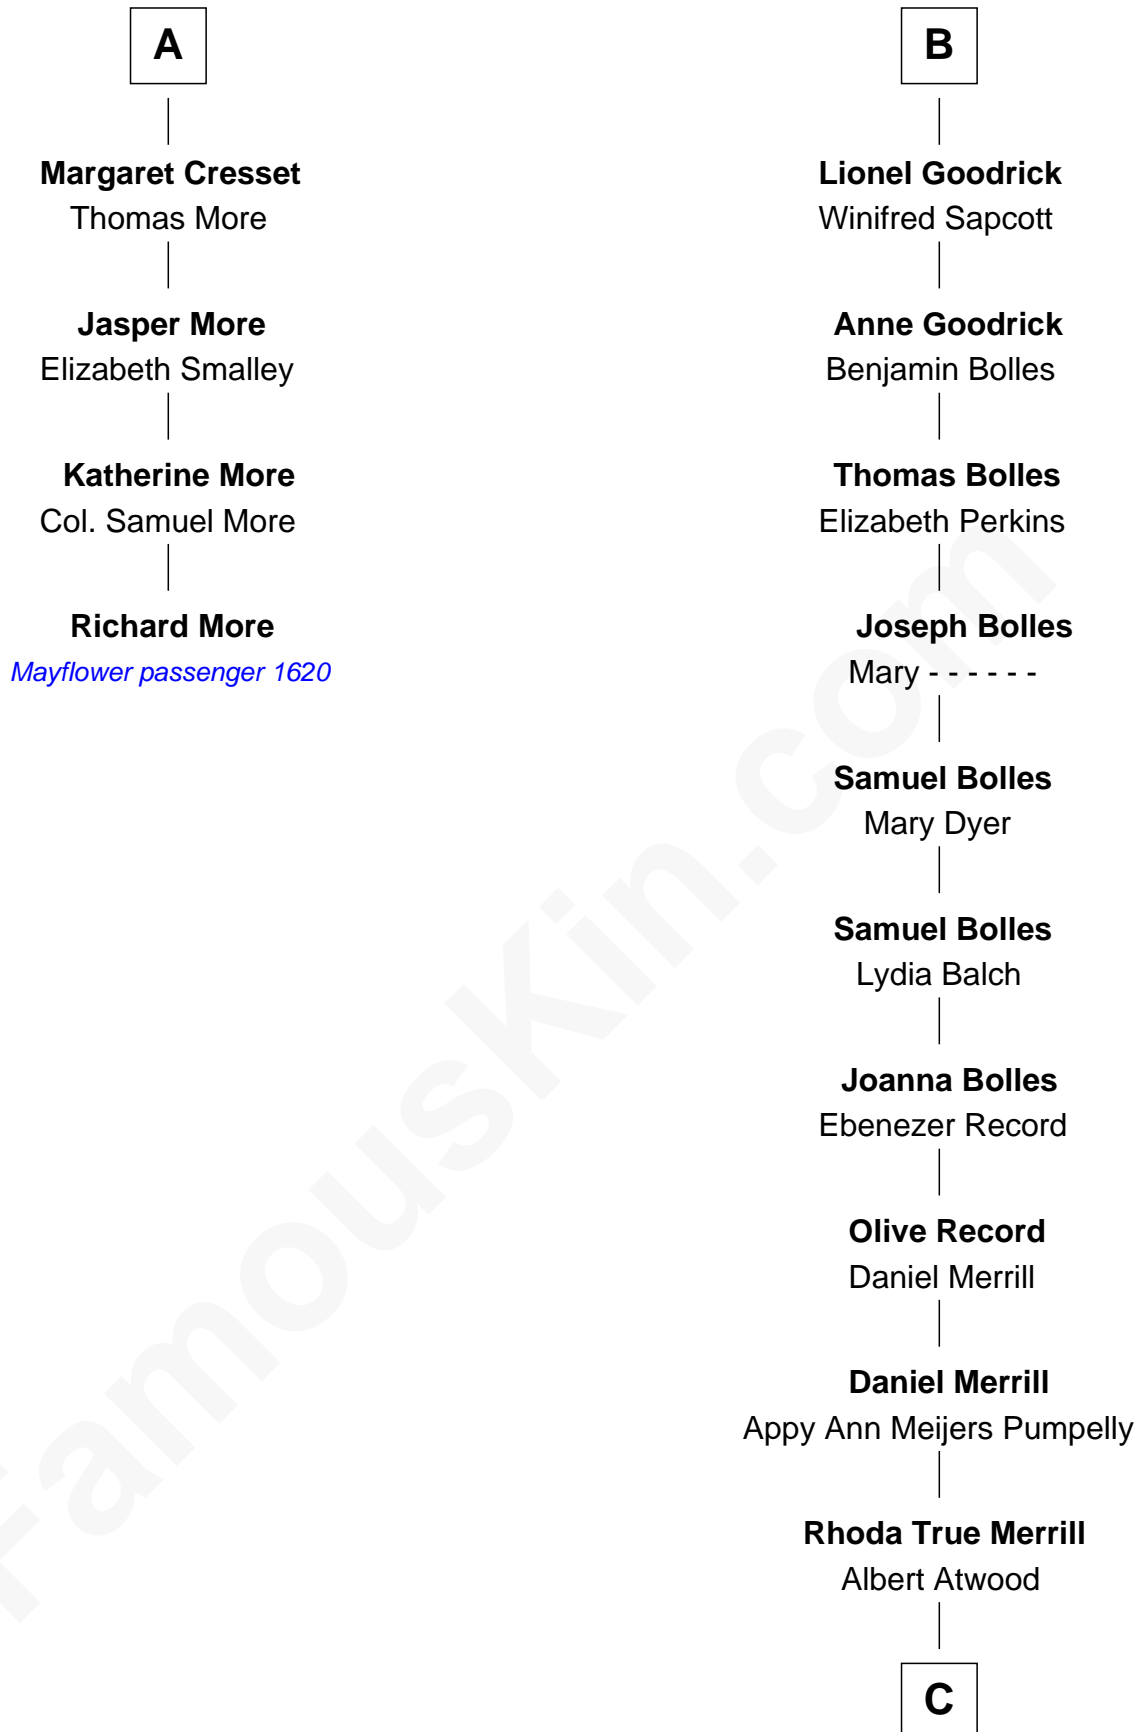 A
Margaret Cresset
Thomas More
Jasper More
Elizabeth Smalley
Katherine More
Col. Samuel More
Richard More
Mayflower passenger 1620
B
Lionel Goodrick
Winifred Sapcott
Anne Goodrick
Benjamin Bolles
Thomas Bolles
Elizabeth Perkins
Joseph Bolles
Mary - - - - - -
Samuel Bolles
Mary Dyer
Samuel Bolles
Lydia Balch
Joanna Bolles
Ebenezer Record
Olive Record
Daniel Merrill
Daniel Merrill
Appy Ann Meijers Pumpelly
Rhoda True Merrill
Albert Atwood
C
FamousKin.com